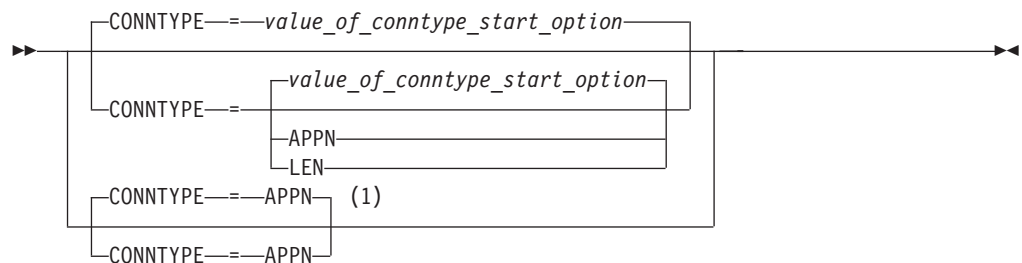 CONNTYPE = value_of_conntype_start_option
value_of_conntype_start_option
CONNTYPE =
APPN
LEN
CONNTYPE = APPN (1)
CONNTYPE = APPN